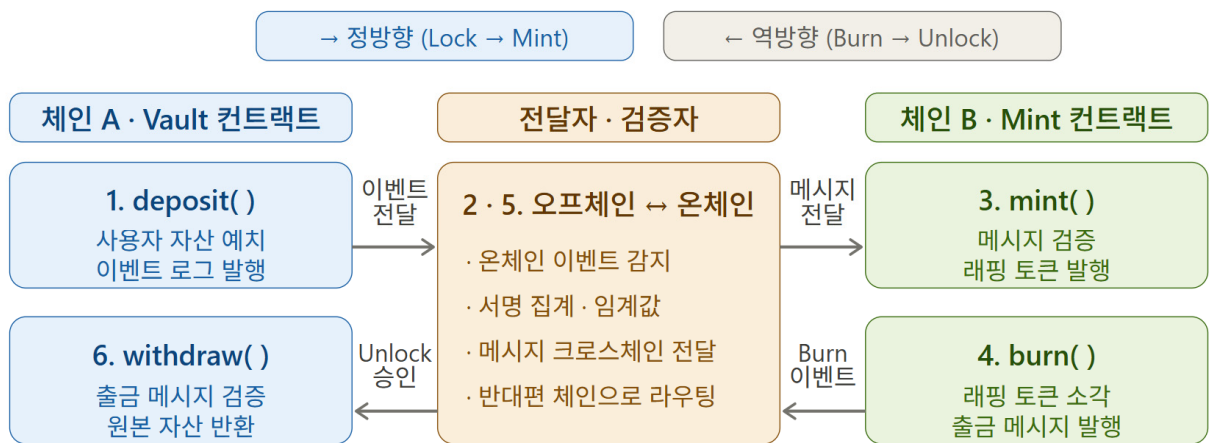 → 정방향 (Lock → Mint)
← 역방향 (Burn → Unlock)
체인 A · Vault 컨트랙트
전달자 · 검증자
체인 B · Mint 컨트랙트
1. deposit( )
사용자 자산 예치
이벤트 로그 발행
이벤트
전달
2 · 5. 오프체인 ↔ 온체인
· 온체인 이벤트 감지
· 서명 집계 · 임계값
· 메시지 크로스체인 전달
· 반대편 체인으로 라우팅
메시지
전달
3. mint( )
메시지 검증
래핑 토큰 발행
6. withdraw( )
출금 메시지 검증
원본 자산 반환
Unlock
승인
Burn
이벤트
4. burn( )
래핑 토큰 소각
출금 메시지 발행